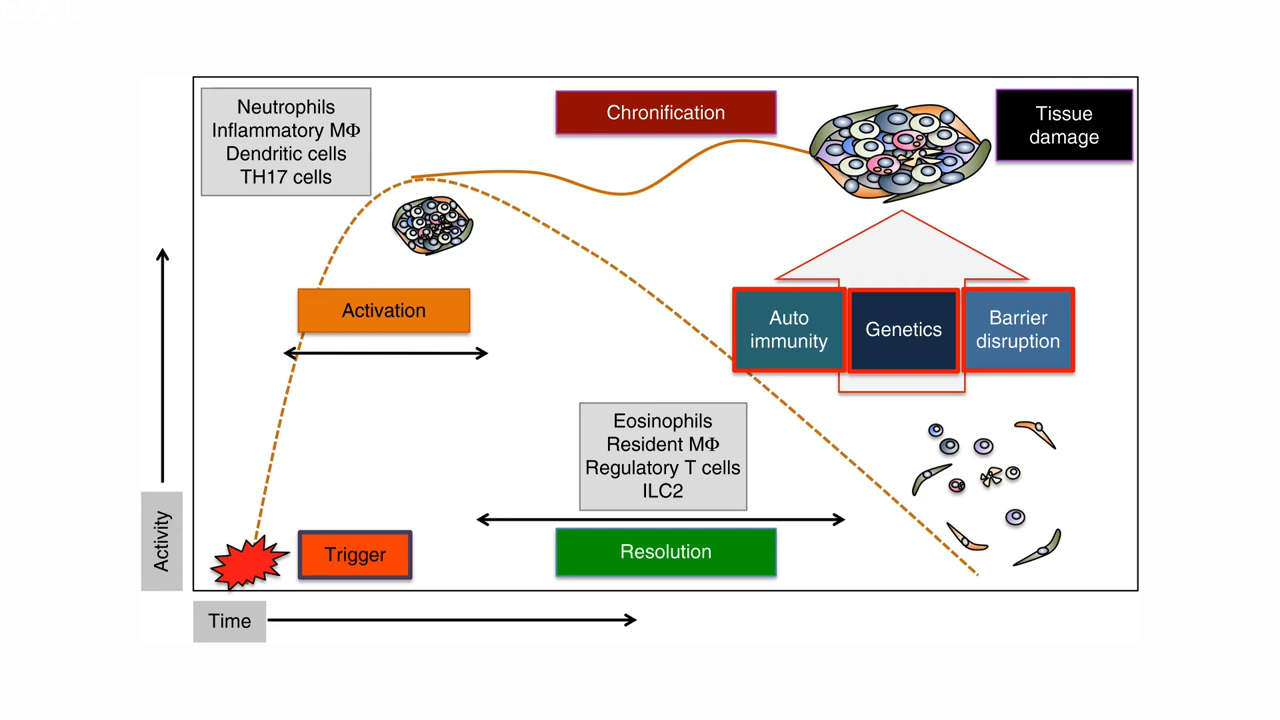 Neutrophils
Inflammatory MΦ
Dendritic cells
TH17 cells
Chronification
Tissue
damage
Activation
Auto
immunity
Genetics
Barrier
disruption
Eosinophils
Resident MΦ
Regulatory T cells
ILC2
Activity
Trigger
Resolution
Time